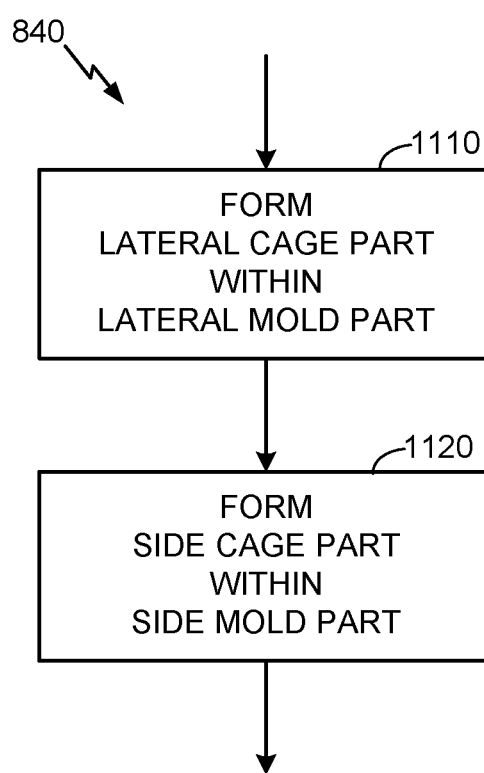 840
1110
FORM
LATERAL CAGE PART
WITHIN
LATERAL MOLD PART
1120
FORM
SIDE CAGE PART
WITHIN
SIDE MOLD PART